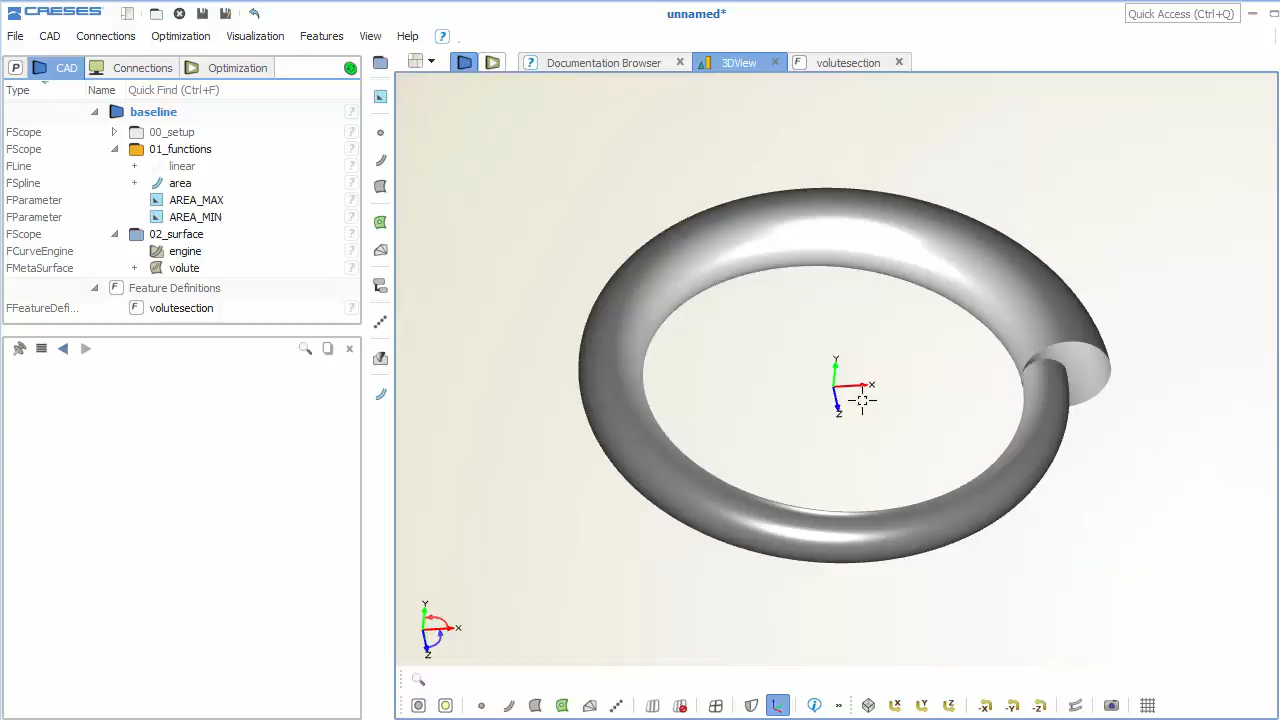 CAESES
unnamed*
Quick Access (Ctrl+Q)
File CAD Connections Optimization Visualization Features View Help ?
P CAD Connections Optimization
Documentation Browser 3DView volutesection
Type Name Quick Find (Ctrl+F)
baseline
FScope 00_setup
FScope 01_functions
FLine linear
FSpline area
FParameter AREA_MAX
FParameter AREA_MIN
FScope 02_surface
FCurveEngine engine
FMetaSurface volute
F Feature Definitions
FFeatureDefi... F volutesection
Y
X
Z
Y
X
Z
X Y Z -X -Y -Z